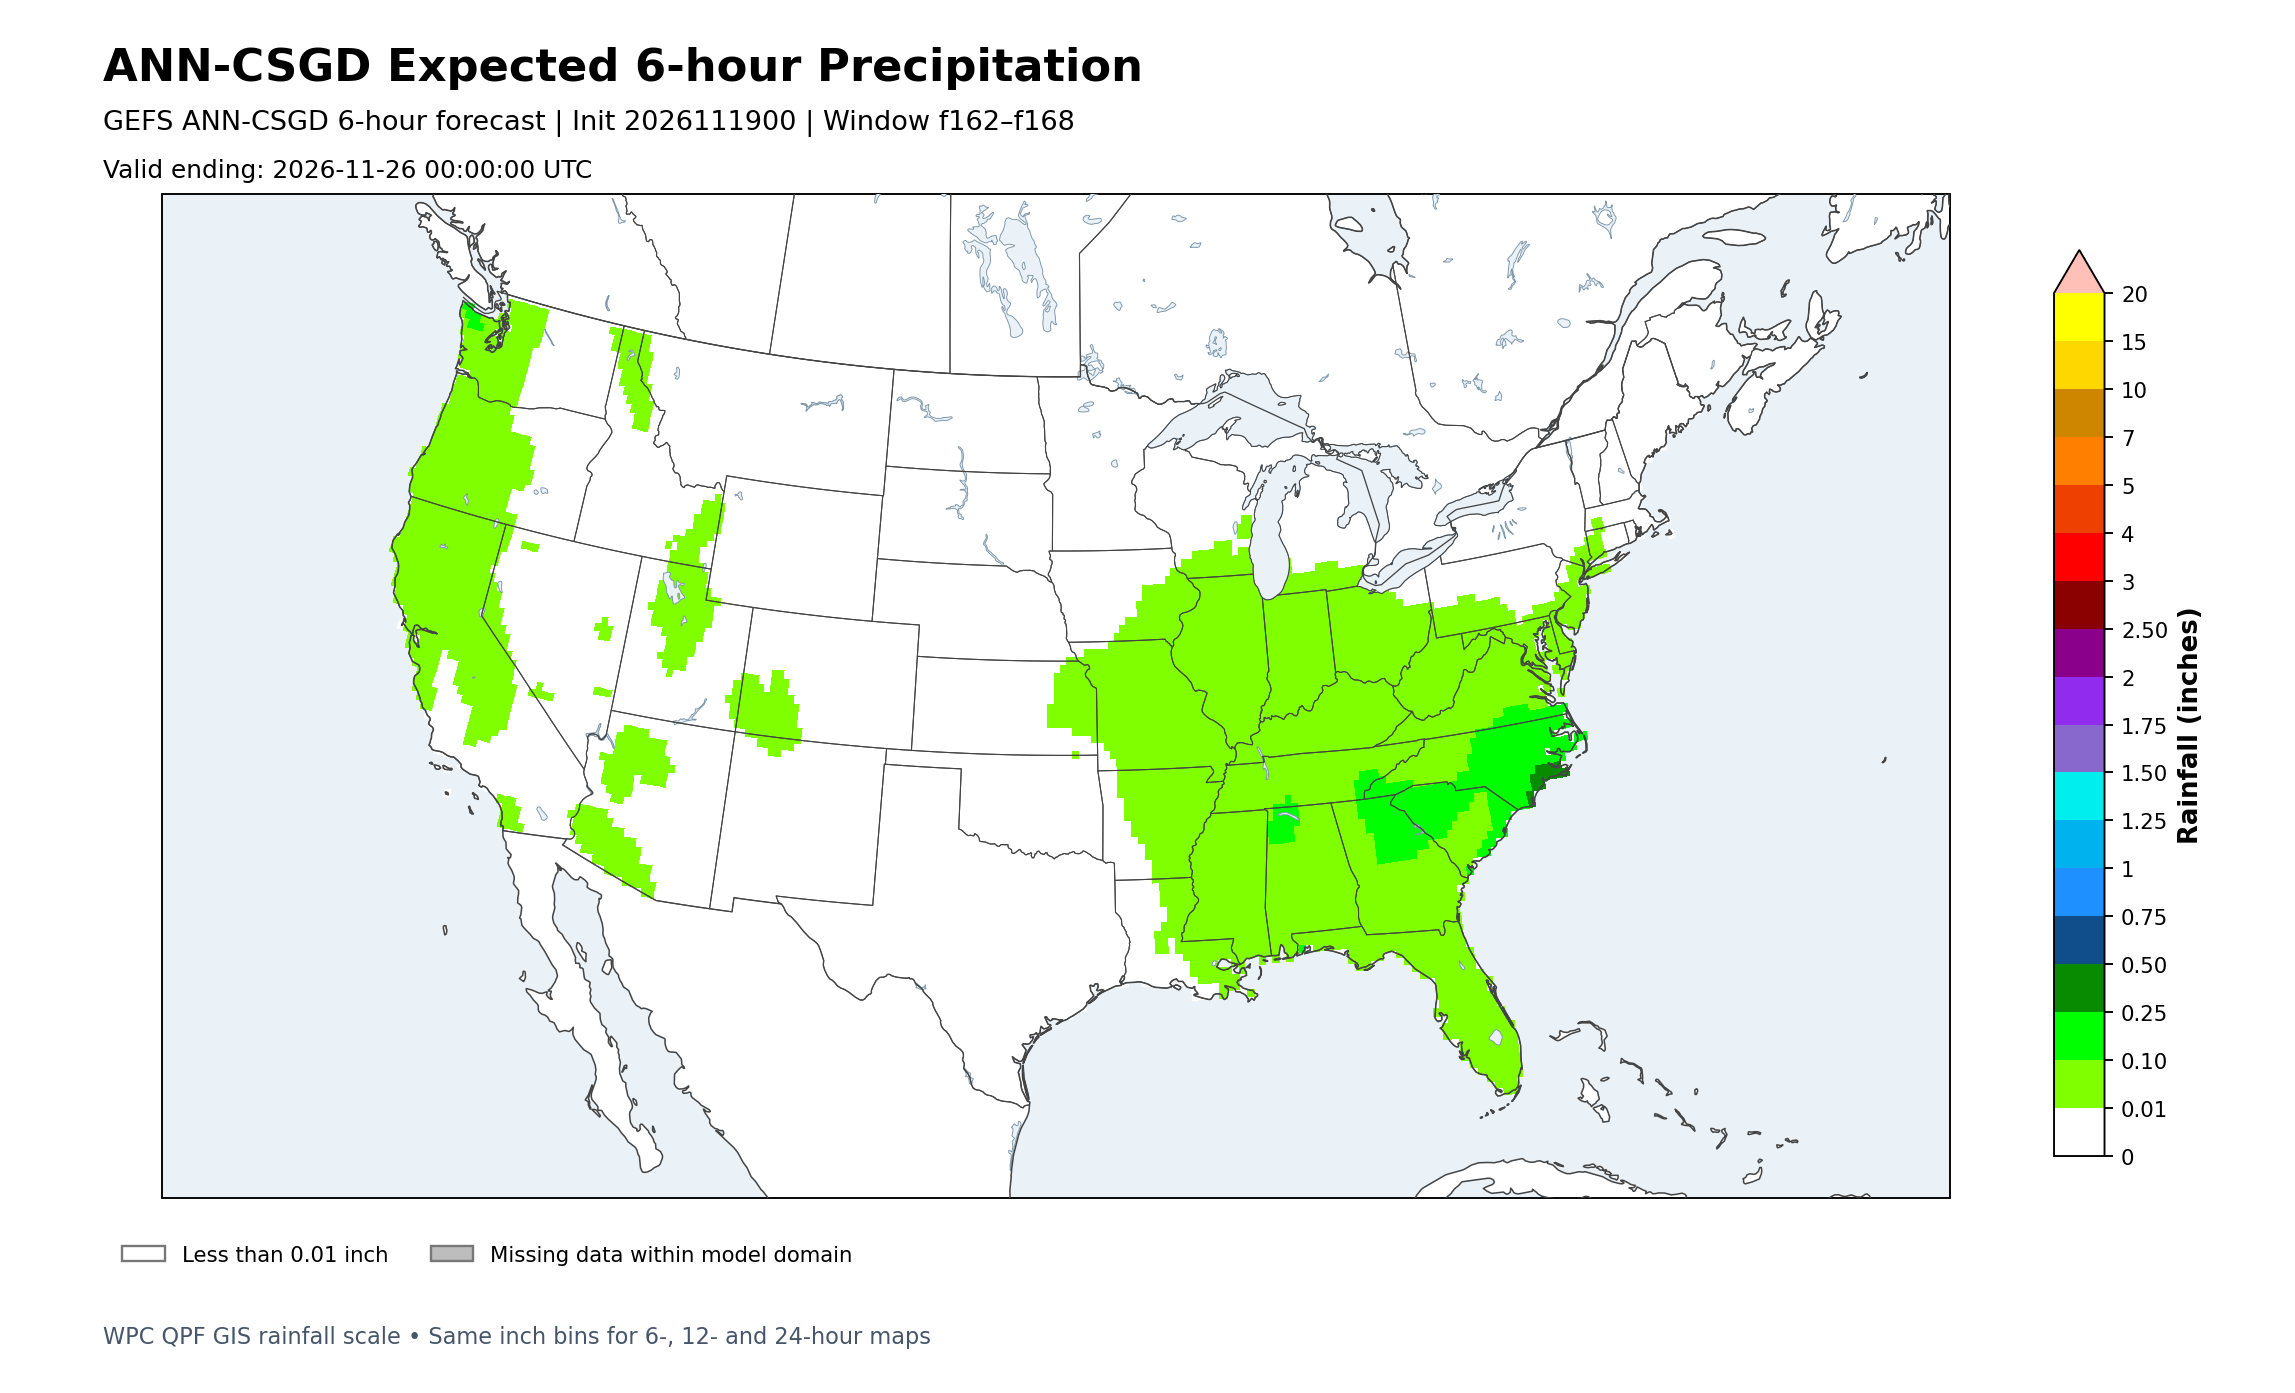 ANN-CSGD Expected 6-hour Precipitation
GEFS ANN-CSGD 6-hour forecast | Init 2026111900 | Window f162–f168
Valid ending: 2026-11-26 00:00:00 UTC
20
15
10
7
5
4
3
2.50
2
1.75
1.50
1.25
1
0.75
0.50
0.25
0.10
0.01
0
Rainfall (inches)
Less than 0.01 inch
Missing data within model domain
WPC QPF GIS rainfall scale • Same inch bins for 6-, 12- and 24-hour maps